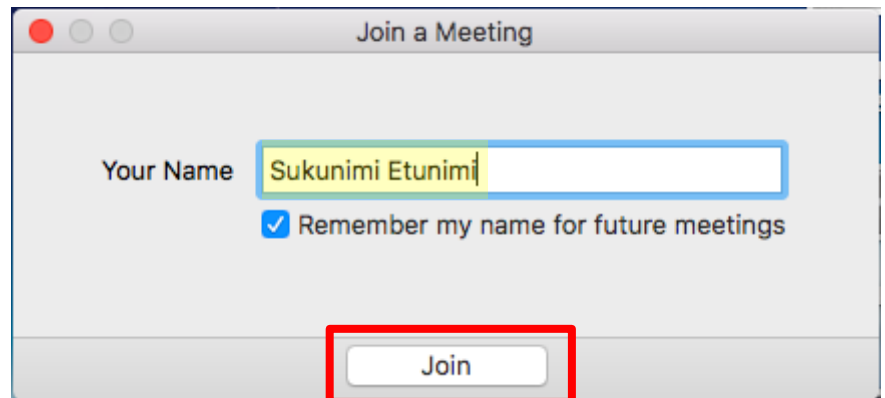 Join a Meeting
Your Name Sukunimi Etunimi
Remember my name for future meetings
Join